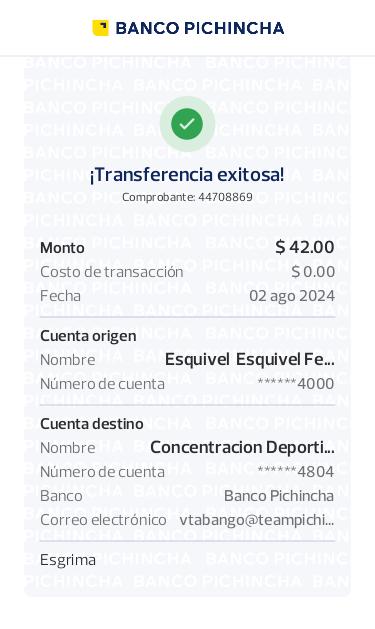 BANCO PICHINCHA
¡Transferencia exitosa!
Comprobante: 44708869
Monto $ 42.00
Costo de transacción $ 0.00
Fecha 02 ago 2024
Cuenta origen
Nombre Esquivel Esquivel Fe...
Número de cuenta ******4000
Cuenta destino
Nombre Concentracion Deporti...
Número de cuenta ******4804
Banco Banco Pichincha
Correo electrónico vtabango@teampichi...
Esgrima